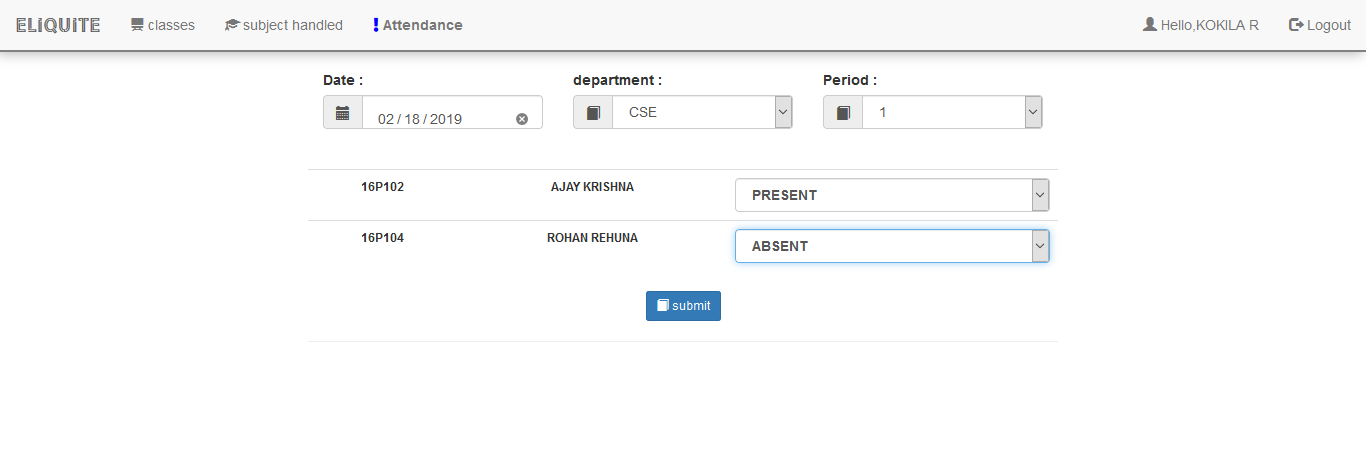 ELiQUiTE classes subject handled ! Attendance Hello,KOKILA R Logout
Date : department : Period :
02 / 18 / 2019 CSE 1
16P102 AJAY KRISHNA PRESENT
16P104 ROHAN REHUNA ABSENT
submit